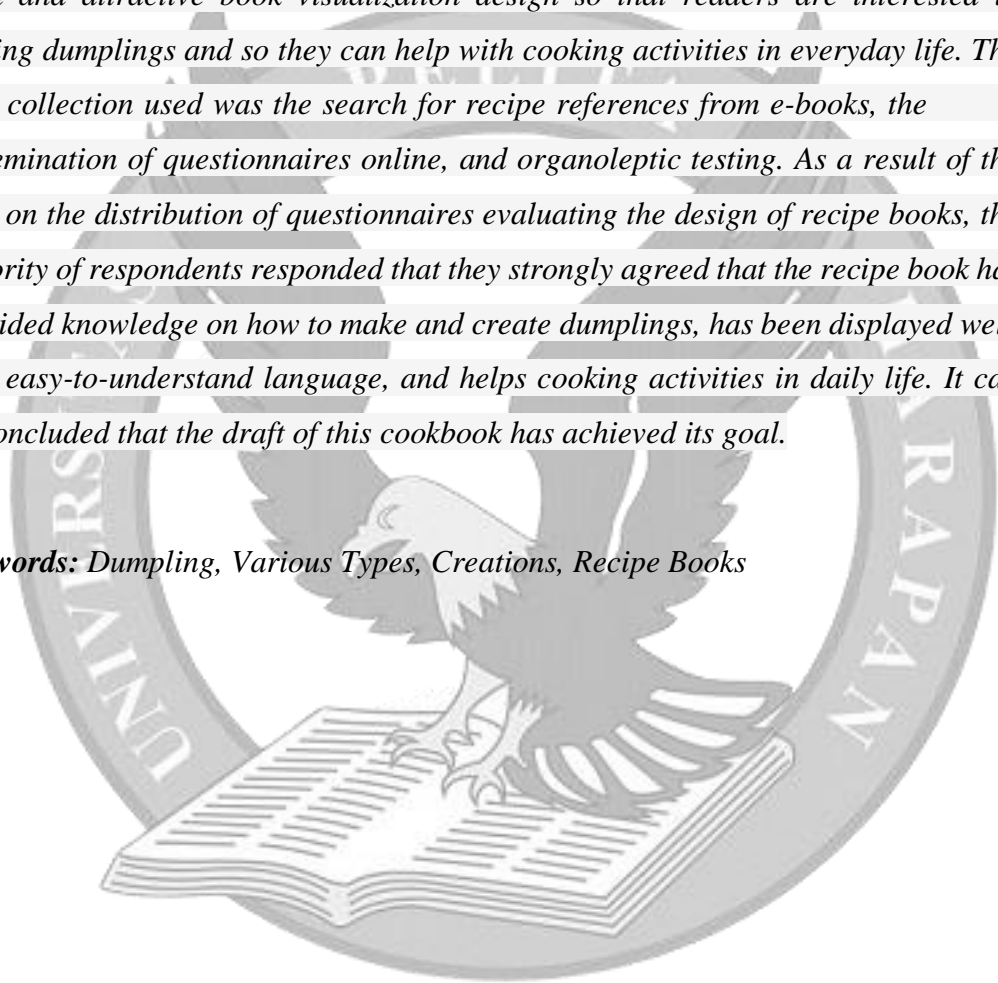 and attractive book visualization design so that readers are interested
ing dumplings and so they can help with cooking activities in everyday life. Th
collection used was the search for recipe references from e-books, the
emination of questionnaires online, and organoleptic testing. As a result of th
on the distribution of questionnaires evaluating the design of recipe books, th
ority of respondents responded that they strongly agreed that the recipe book ha
ided knowledge on how to make and create dumplings, has been displayed wel
easy-to-understand language, and helps cooking activities in daily life. It ca
oncluded that the draft of this cookbook has achieved its goal.
words: Dumpling, Various Types, Creations, Recipe Books
PELITA
UNIVERSITAS
HARAPAN